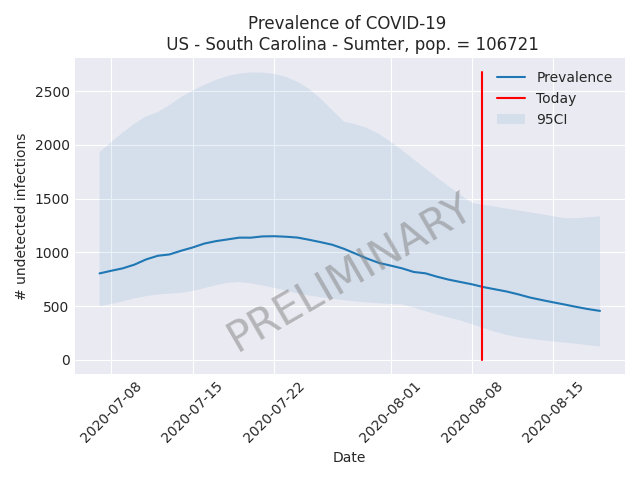 Prevalence of COVID-19
US - South Carolina - Sumter, pop. = 106721
# undetected infections
2500
2000
1500
1000
500
0
Prevalence
Today
95CI
PRELIMINARY
2020-07-08
2020-07-15
2020-07-22
2020-08-01
2020-08-08
2020-08-15
Date